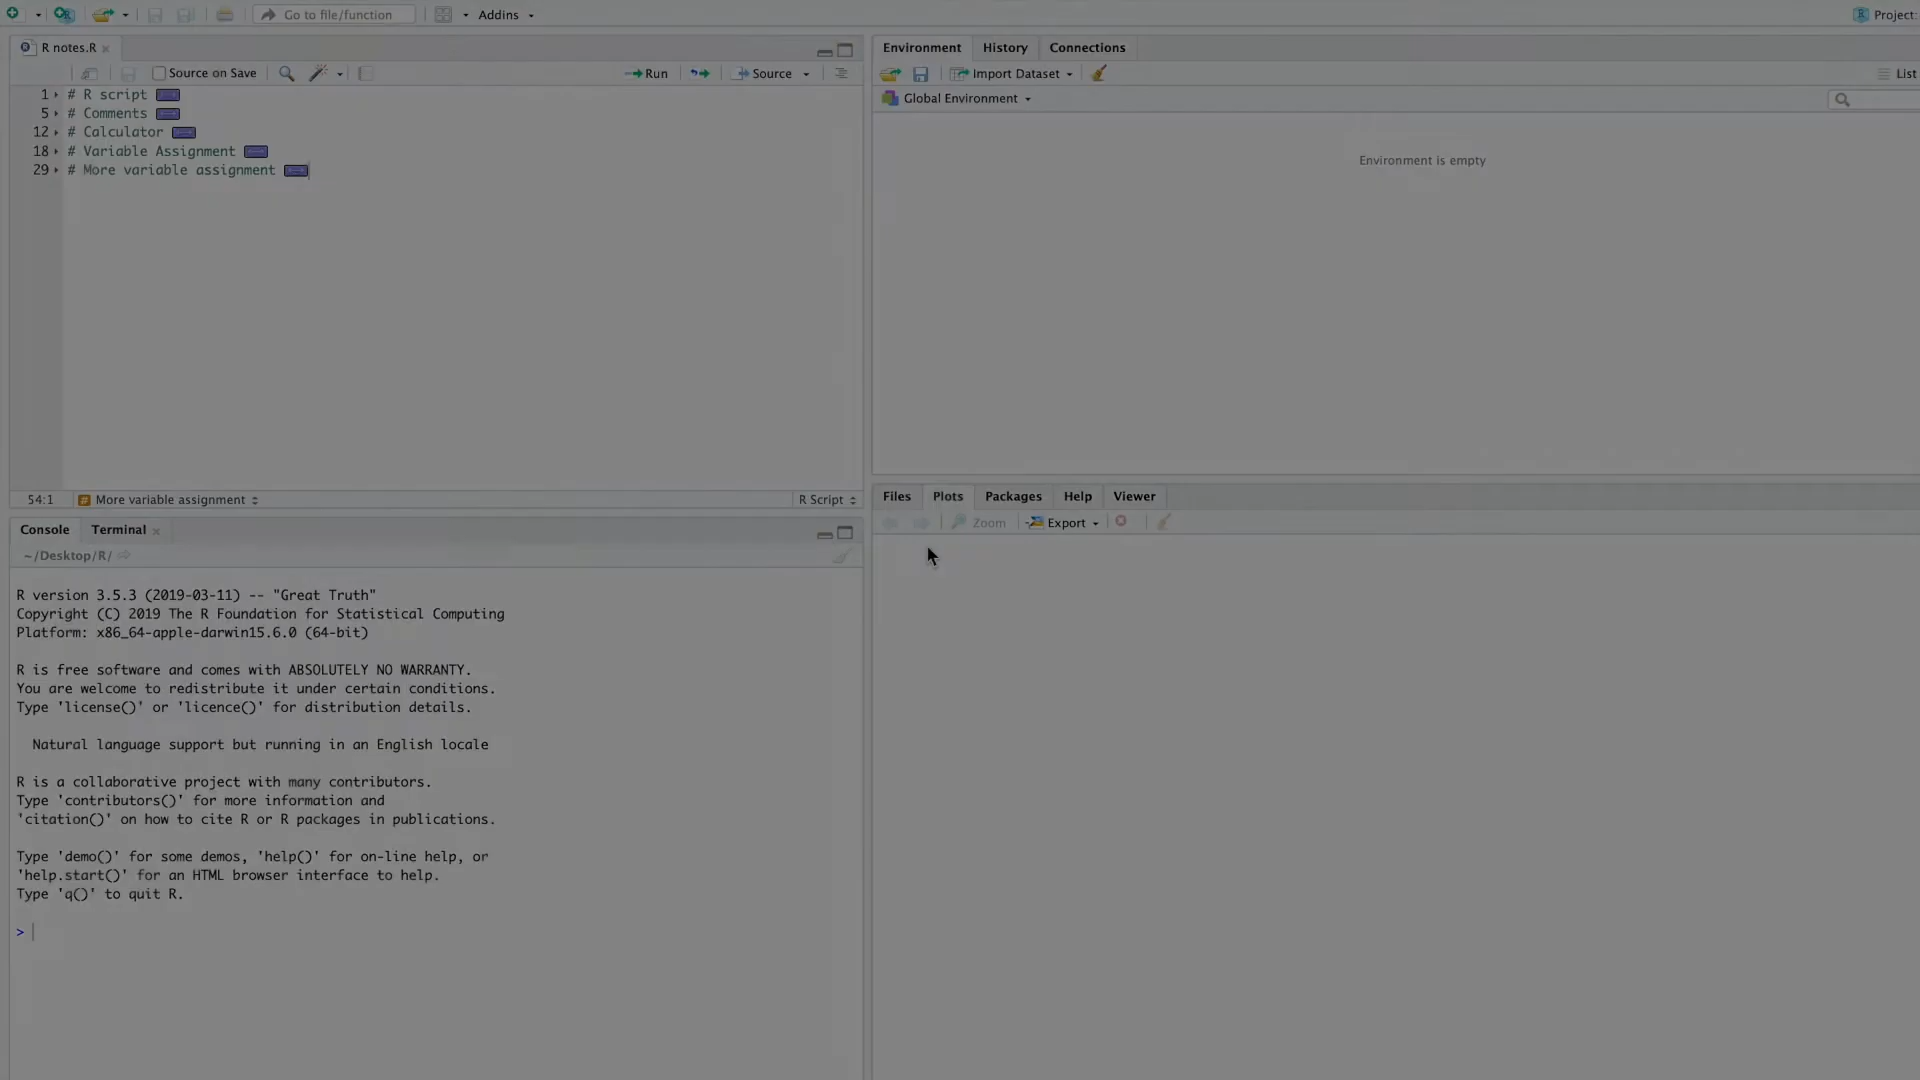 Go to file/function
Addins
Project:
R notes.R
Source on Save
Run
Source
1 # R script
5 # Comments
12 # Calculator
18 # Variable Assignment
29 # More variable assignment
54:1 More variable assignment R Script
Console Terminal
~/Desktop/R/
R version 3.5.3 (2019-03-11) -- "Great Truth"
Copyright (C) 2019 The R Foundation for Statistical Computing
Platform: x86_64-apple-darwin15.6.0 (64-bit)
R is free software and comes with ABSOLUTELY NO WARRANTY.
You are welcome to redistribute it under certain conditions.
Type 'license()' or 'licence()' for distribution details.
Natural language support but running in an English locale
R is a collaborative project with many contributors.
Type 'contributors()' for more information and
'citation()' on how to cite R or R packages in publications.
Type 'demo()' for some demos, 'help()' for on-line help, or
'help.start()' for an HTML browser interface to help.
Type 'q()' to quit R.
>
Environment History Connections
Import Dataset
List
Global Environment
Environment is empty
Files Plots Packages Help Viewer
Zoom Export